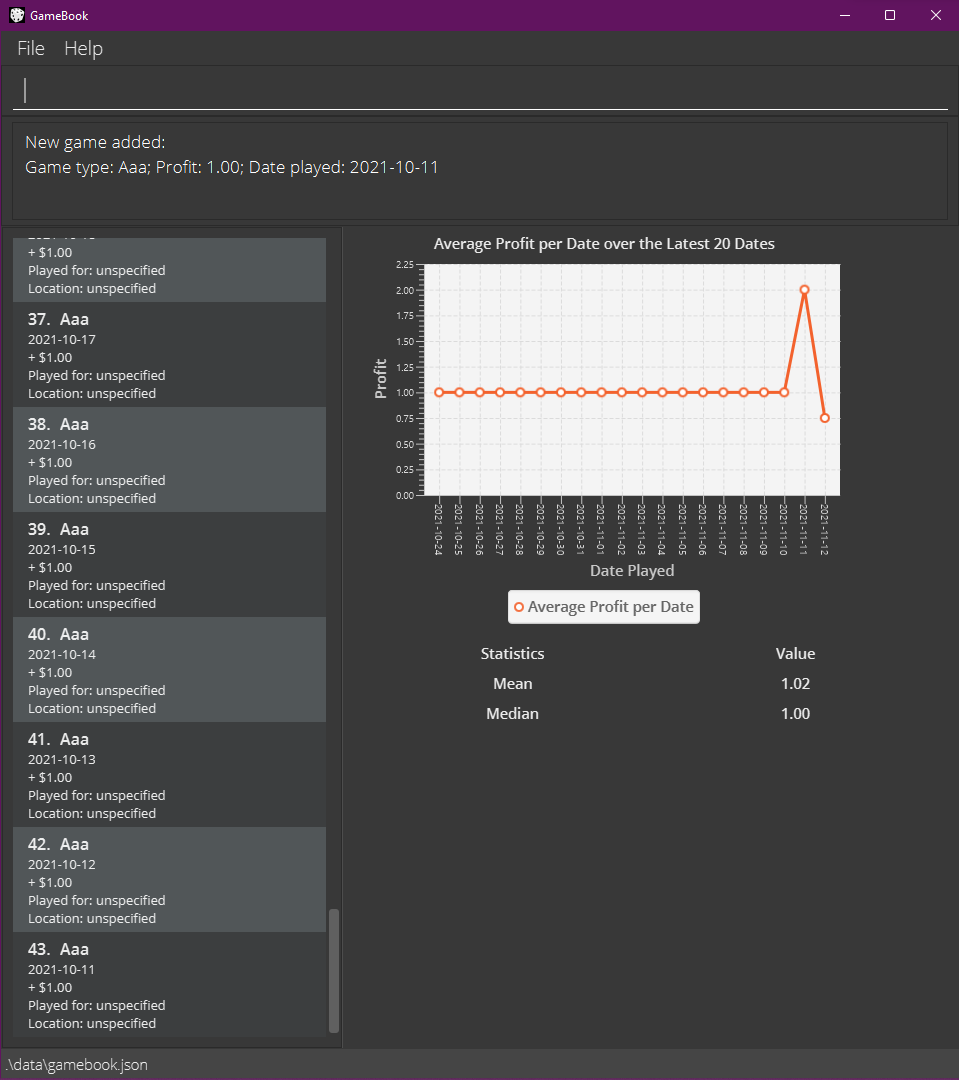 GameBook
File Help
New game added:
Game type: Aaa; Profit: 1.00; Date played: 2021-10-11
+ $1.00
Played for: unspecified
Location: unspecified
37. Aaa
2021-10-17
+ $1.00
Played for: unspecified
Location: unspecified
38. Aaa
2021-10-16
+ $1.00
Played for: unspecified
Location: unspecified
39. Aaa
2021-10-15
+ $1.00
Played for: unspecified
Location: unspecified
40. Aaa
2021-10-14
+ $1.00
Played for: unspecified
Location: unspecified
41. Aaa
2021-10-13
+ $1.00
Played for: unspecified
Location: unspecified
42. Aaa
2021-10-12
+ $1.00
Played for: unspecified
Location: unspecified
43. Aaa
2021-10-11
+ $1.00
Played for: unspecified
Location: unspecified
Average Profit per Date over the Latest 20 Dates
Profit
2.25
2.00
1.75
1.50
1.25
1.00
0.75
0.50
0.25
0.00
2021-10-24
2021-10-25
2021-10-26
2021-10-27
2021-10-28
2021-10-29
2021-10-30
2021-10-31
2021-11-01
2021-11-02
2021-11-03
2021-11-04
2021-11-05
2021-11-06
2021-11-07
2021-11-08
2021-11-09
2021-11-10
2021-11-11
2021-11-12
Date Played
Average Profit per Date
Statistics Value
Mean 1.02
Median 1.00
.\data\gamebook.json